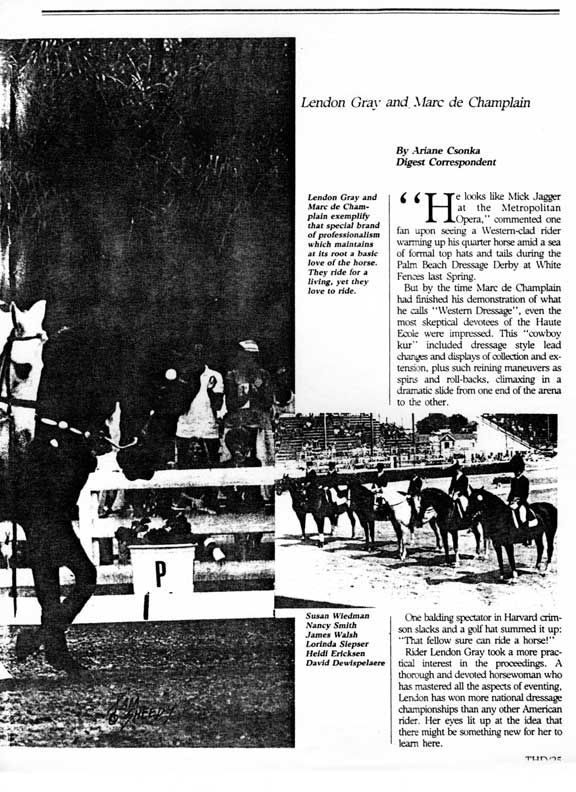 Lendon Gray and Marc de Champlain
By Ariane Csonka
Digest Correspondent
Lendon Gray and
Marc de Cham-
plain exemplify
that special brand
of professionalism
which maintains
at its root a basic
love of the horse.
They ride for a
living, yet they
love to ride.
“He looks like Mick Jagger
at the Metropolitan
Opera,” commented one
fan upon seeing a Western-clad rider
warming up his quarter horse amid a sea
of formal top hats and tails during the
Palm Beach Dressage Derby at White
Fences last Spring.
But by the time Marc de Champlain
had finished his demonstration of what
he calls “Western Dressage”, even the
most skeptical devotees of the Haute
Ecole were impressed. This “cowboy
kur” included dressage style lead
changes and displays of collection and ex-
tension, plus such reining maneuvers as
spins and roll-backs, climaxing in a
dramatic slide from one end of the arena
to the other.
P
Susan Wiedman
Nancy Smith
James Walsh
Lorinda Siepser
Heidi Ericksen
David Dewispelaere
One balding spectator in Harvard crim-
son slacks and a golf hat summed it up:
“That fellow sure can ride a horse!”
Rider Lendon Gray took a more prac-
tical interest in the proceedings. A
thorough and devoted horsewoman who
has mastered all the aspects of eventing,
Lendon has won more national dressage
championships than any other American
rider. Her eyes lit up at the idea that
there might be something new for her to
learn here.
THD/25